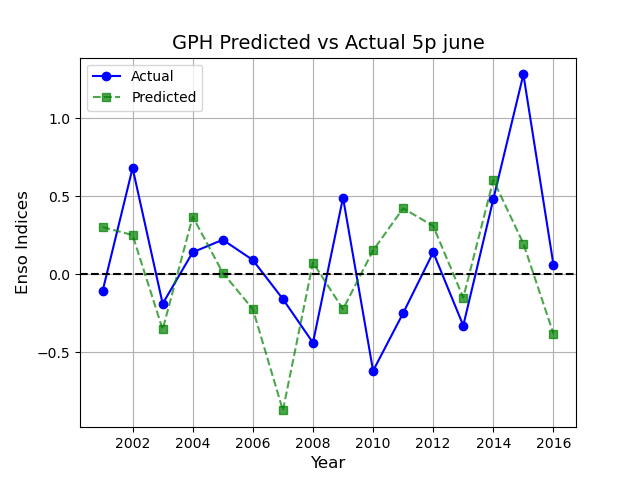 GPH Predicted vs Actual 5p june
Actual
Predicted
1.0
0.5
0.0
−0.5
Enso Indices
2002 2004 2006 2008 2010 2012 2014 2016
Year